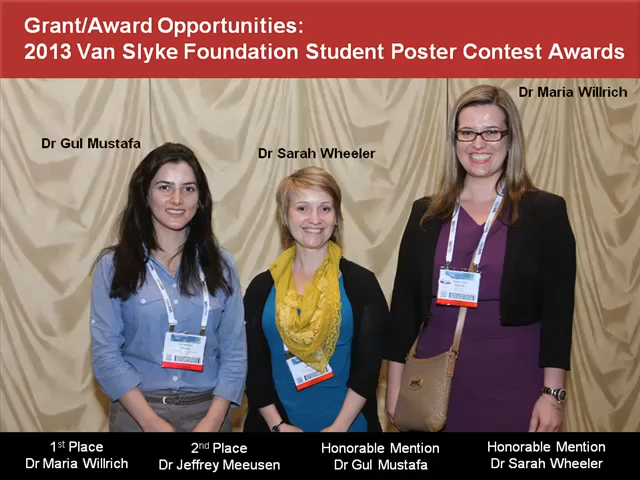 Grant/Award Opportunities:
2013 Van Slyke Foundation Student Poster Contest Awards
Dr Maria Willrich
Dr Gul Mustafa
Dr Sarah Wheeler
1st Place
Dr Maria Willrich
2nd Place
Dr Jeffrey Meeusen
Honorable Mention
Dr Gul Mustafa
Honorable Mention
Dr Sarah Wheeler